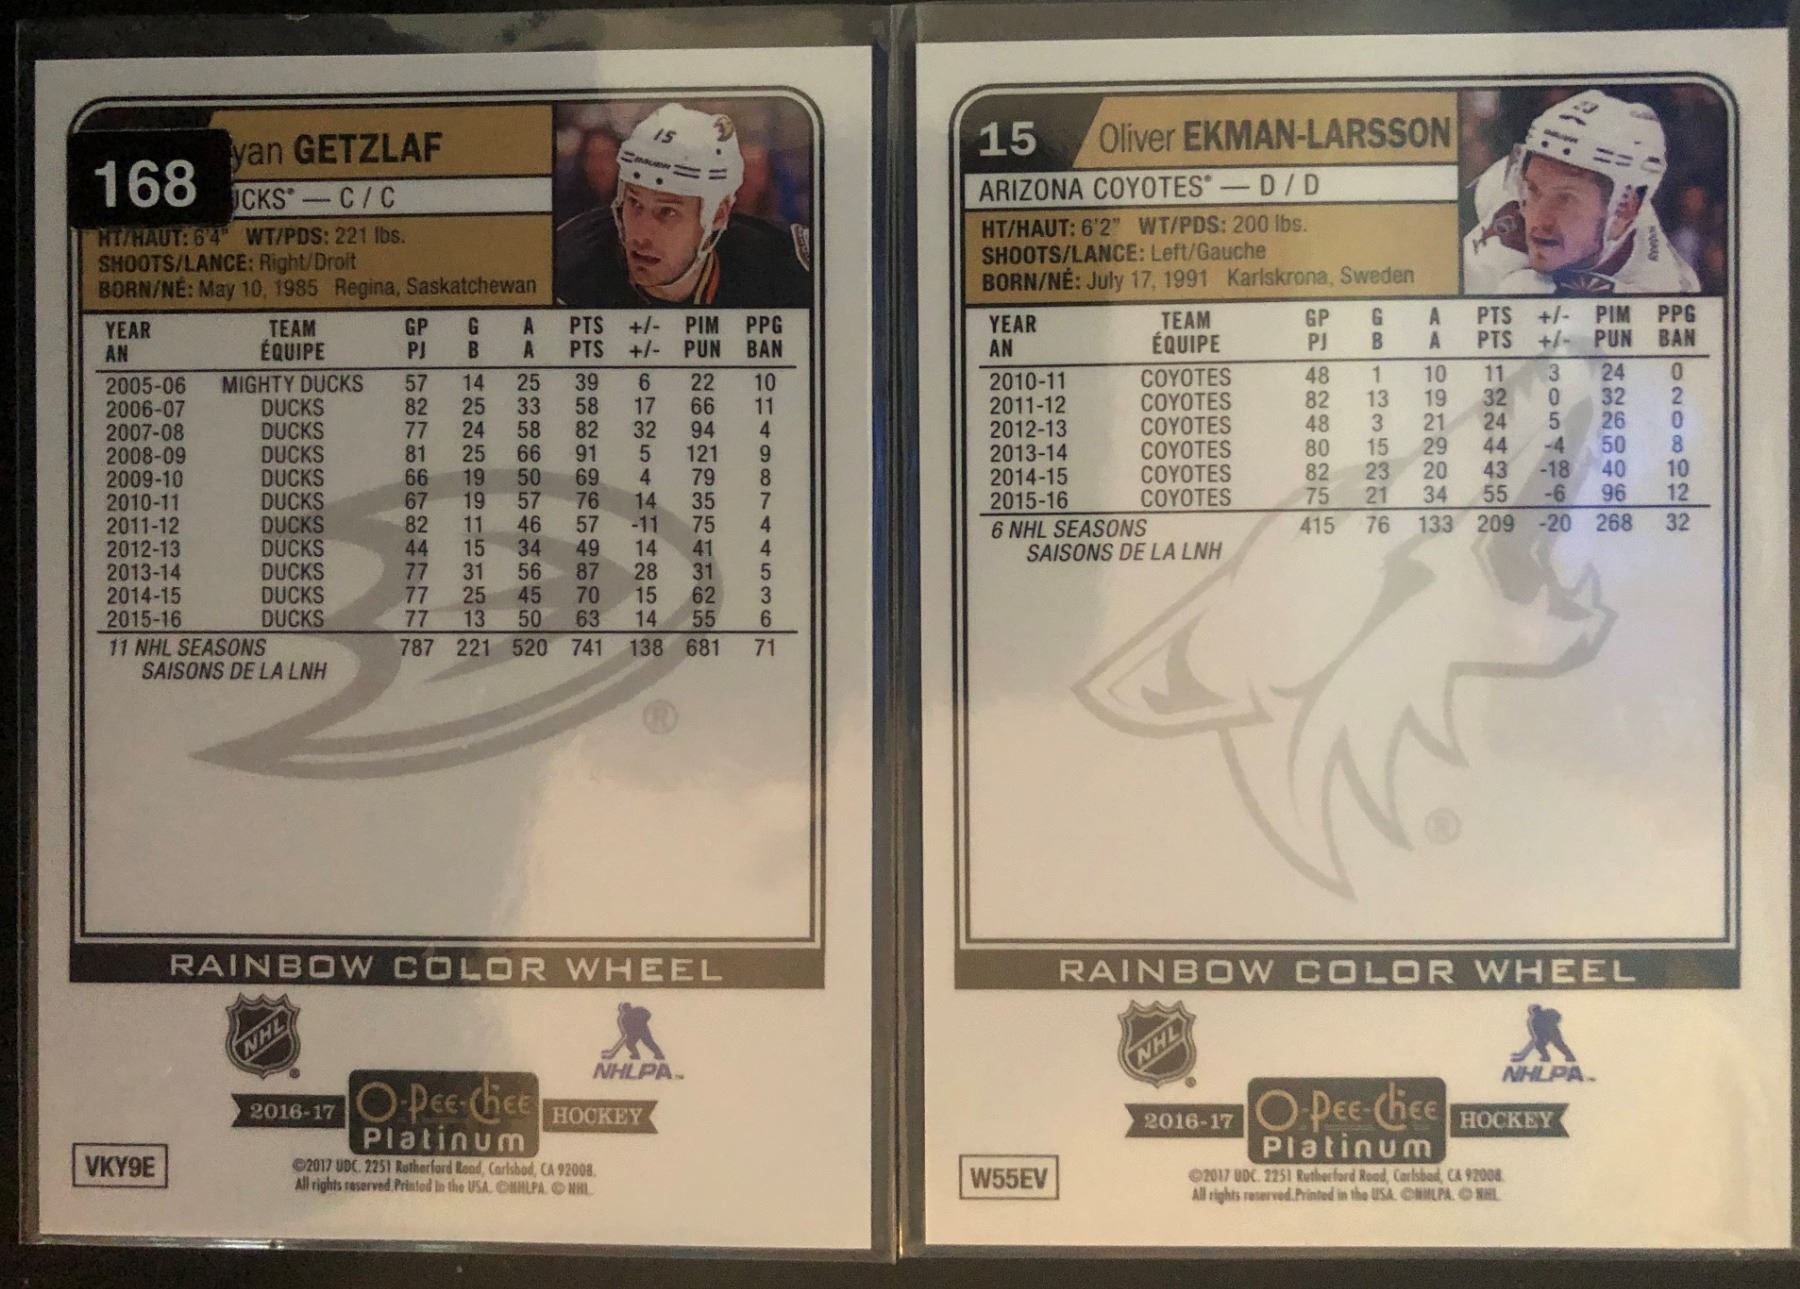 168
yan GETZLAF
UCKS® — C / C
HT/HAUT: 6'4" WT/PDS: 221 lbs.
SHOOTS/LANCE: Right/Droit
BORN/NÉ: May 10, 1985 Regina, Saskatchewan
15
BAUER
YEAR TEAM GP G A PTS +/- PIM PPG
AN ÉQUIPE PJ B A PTS +/- PUN BAN
2005-06 MIGHTY DUCKS 57 14 25 39 6 22 10
2006-07 DUCKS 82 25 33 58 17 66 11
2007-08 DUCKS 77 24 58 82 32 94 4
2008-09 DUCKS 81 25 66 91 5 121 9
2009-10 DUCKS 66 19 50 69 4 79 8
2010-11 DUCKS 67 19 57 76 14 35 7
2011-12 DUCKS 82 11 46 57 -11 75 4
2012-13 DUCKS 44 15 34 49 14 41 4
2013-14 DUCKS 77 31 56 87 28 31 5
2014-15 DUCKS 77 25 45 70 15 62 3
2015-16 DUCKS 77 13 50 63 14 55 6
11 NHL SEASONS 787 221 520 741 138 681 71
SAISONS DE LA LNH
®
RAINBOW COLOR WHEEL
NHL
NHLPA™
2016-17 O-Pee-Chee HOCKEY
Platinum
VKY9E
©2017 UDC. 2251 Rutherford Road, Carlsbad, CA 92008.
All rights reserved. Printed in the USA. ©NHLPA. © NHL
15 Oliver EKMAN-LARSSON
ARIZONA COYOTES® — D / D
HT/HAUT: 6'2" WT/PDS: 200 lbs.
SHOOTS/LANCE: Left/Gauche
BORN/NÉ: July 17, 1991 Karlskrona, Sweden
23
Reebok
YEAR TEAM GP G A PTS +/- PIM PPG
AN ÉQUIPE PJ B A PTS +/- PUN BAN
2010-11 COYOTES 48 1 10 11 3 24 0
2011-12 COYOTES 82 13 19 32 0 32 2
2012-13 COYOTES 48 3 21 24 5 26 0
2013-14 COYOTES 80 15 29 44 -4 50 8
2014-15 COYOTES 82 23 20 43 -18 40 10
2015-16 COYOTES 75 21 34 55 -6 96 12
6 NHL SEASONS 415 76 133 209 -20 268 32
SAISONS DE LA LNH
®
RAINBOW COLOR WHEEL
NHL
NHLPA™
2016-17 O-Pee-Chee HOCKEY
Platinum
W55EV
©2017 UDC. 2251 Rutherford Road, Carlsbad, CA 92008.
All rights reserved. Printed in the USA. ©NHLPA. © NHL